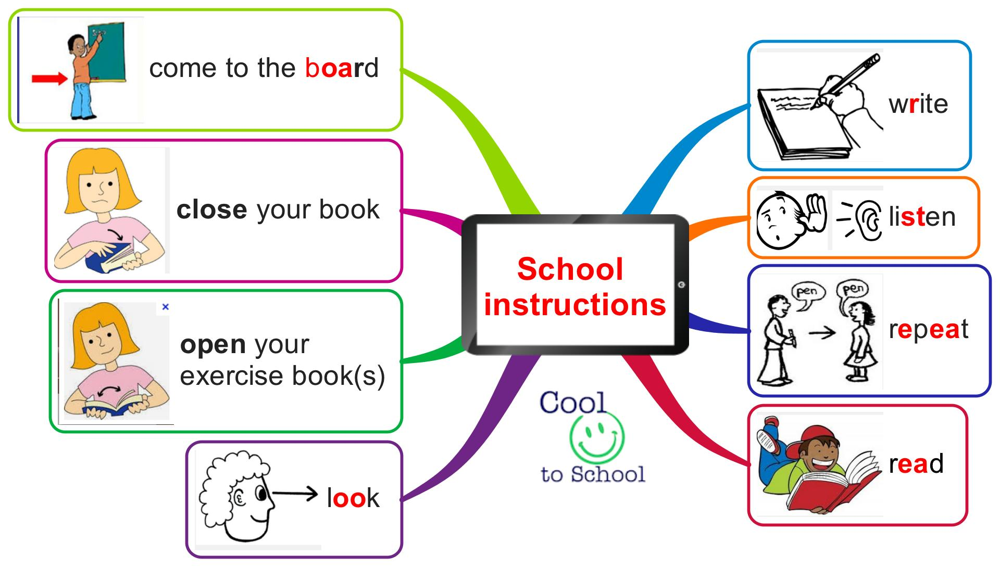 come to the board
close your book
open your
exercise book(s)
look
School
instructions
Cool
to School
write
listen
pen
pen
repeat
read